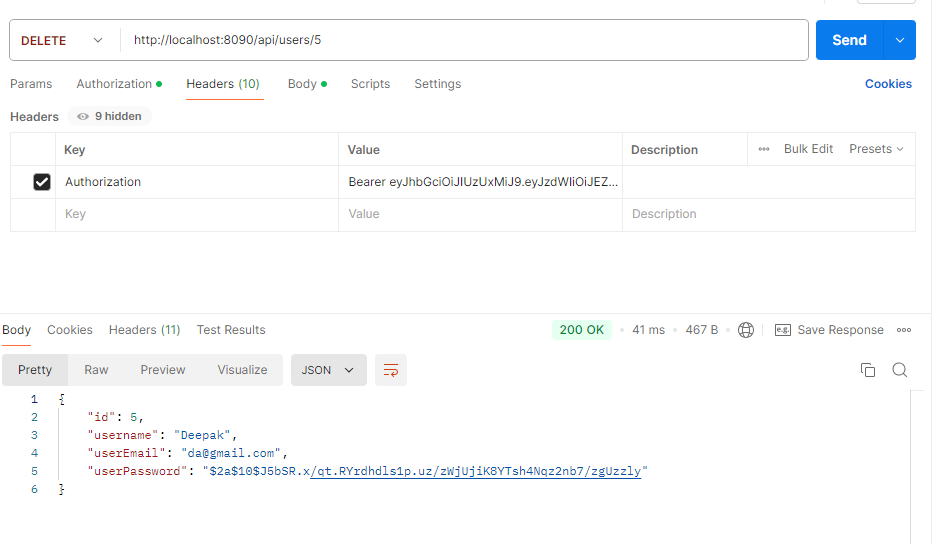 DELETE http://localhost:8090/api/users/5 Send
Params Authorization Headers (10) Body Scripts Settings Cookies
Headers 9 hidden
Key Value Description Bulk Edit Presets
Authorization Bearer eyJhbGciOiJIUzUxMiJ9.eyJzdWIiOiJEZ...
Key Value Description
Body Cookies Headers (11) Test Results 200 OK 41 ms 467 B e.g. Save Response
Pretty Raw Preview Visualize JSON
1 {
2 "id": 5,
3 "username": "Deepak",
4 "userEmail": "da@gmail.com",
5 "userPassword": "$2a$10$J5bSR.x/qt.RYrdhdls1p.uz/zWjUjiK8YTsh4Nqz2nb7/zgUzzly"
6 }